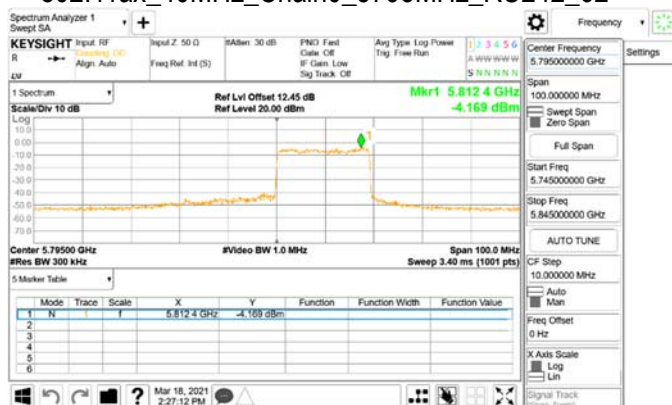 Spectrum Analyzer 1
Swept SA
Frequency
Settings
KEYSIGHT
Input: RF
Coupling: DC
Align: Auto
Input Z: 50 Ω
Freq Ref: Int (S)
#Atten: 30 dB
PNO: Fast
Gate: Off
IF Gain: Low
Sig Track: Off
Avg Type: Log-Power
Trig: Free Run
1 2 3 4 5 6
A W W W W W
S N N N N N
1 Spectrum
Scale/Div 10 dB
Log
Ref Lvl Offset 12.45 dB
Ref Level 20.00 dBm
Mkr1 5.812 4 GHz
-4.169 dBm
1
10.0
0.00
-10.0
-20.0
-30.0
-40.0
-50.0
-60.0
-70.0
Center 5.79500 GHz
#Res BW 300 kHz
#Video BW 1.0 MHz
Span 100.0 MHz
Sweep 3.40 ms (1001 pts)
5 Marker Table
Mode Trace Scale X Y Function Function Width Function Value
1 N 1 f 5.812 4 GHz -4.169 dBm
2
3
4
5
6
Center Frequency
5.795000000 GHz
Span
100.000000 MHz
Swept Span
Zero Span
Full Span
Start Freq
5.745000000 GHz
Stop Freq
5.845000000 GHz
AUTO TUNE
CF Step
10.000000 MHz
Auto
Man
Freq Offset
0 Hz
X Axis Scale
Log
Lin
Signal Track
Mar 18, 2021
2:27:12 PM